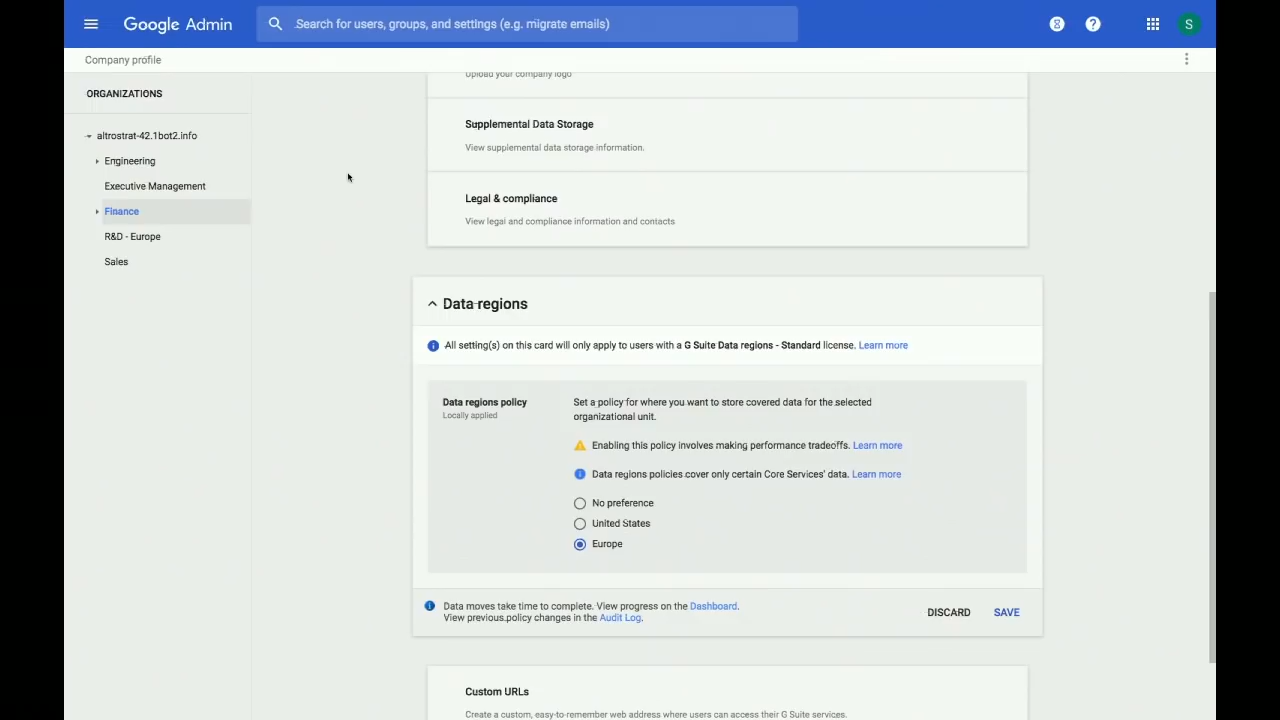 Google Admin
Search for users, groups, and settings (e.g. migrate emails)
S
Company profile
ORGANIZATIONS
altrostrat-42.1bot2.info
Engineering
Executive Management
Finance
R&D - Europe
Sales
Upload your company logo
Supplemental Data Storage
View supplemental data storage information.
Legal & compliance
View legal and compliance information and contacts
Data regions
All setting(s) on this card will only apply to users with a G Suite Data regions - Standard license. Learn more
Data regions policy
Locally applied
Set a policy for where you want to store covered data for the selected
organizational unit.
Enabling this policy involves making performance tradeoffs. Learn more
Data regions policies cover only certain Core Services' data. Learn more
No preference
United States
Europe
Data moves take time to complete. View progress on the Dashboard.
View previous policy changes in the Audit Log.
DISCARD
SAVE
Custom URLs
Create a custom, easy-to-remember web address where users can access their G Suite services.